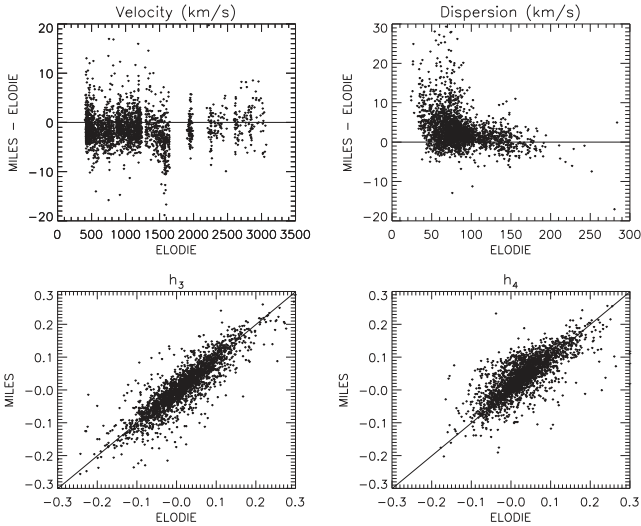 Velocity (km/s)
Dispersion (km/s)
20
10
0
−10
−20
MILES − ELODIE
0 500 1000 1500 2000 2500 3000 3500
ELODIE
30
20
10
0
−10
−20
MILES − ELODIE
0 50 100 150 200 250 300
ELODIE
h3
h4
0.3
0.2
0.1
−0.0
−0.1
−0.2
−0.3
MILES
−0.3 −0.2 −0.1 −0.0 0.1 0.2 0.3
ELODIE
0.3
0.2
0.1
−0.0
−0.1
−0.2
−0.3
MILES
−0.3 −0.2 −0.1 −0.0 0.1 0.2 0.3
ELODIE